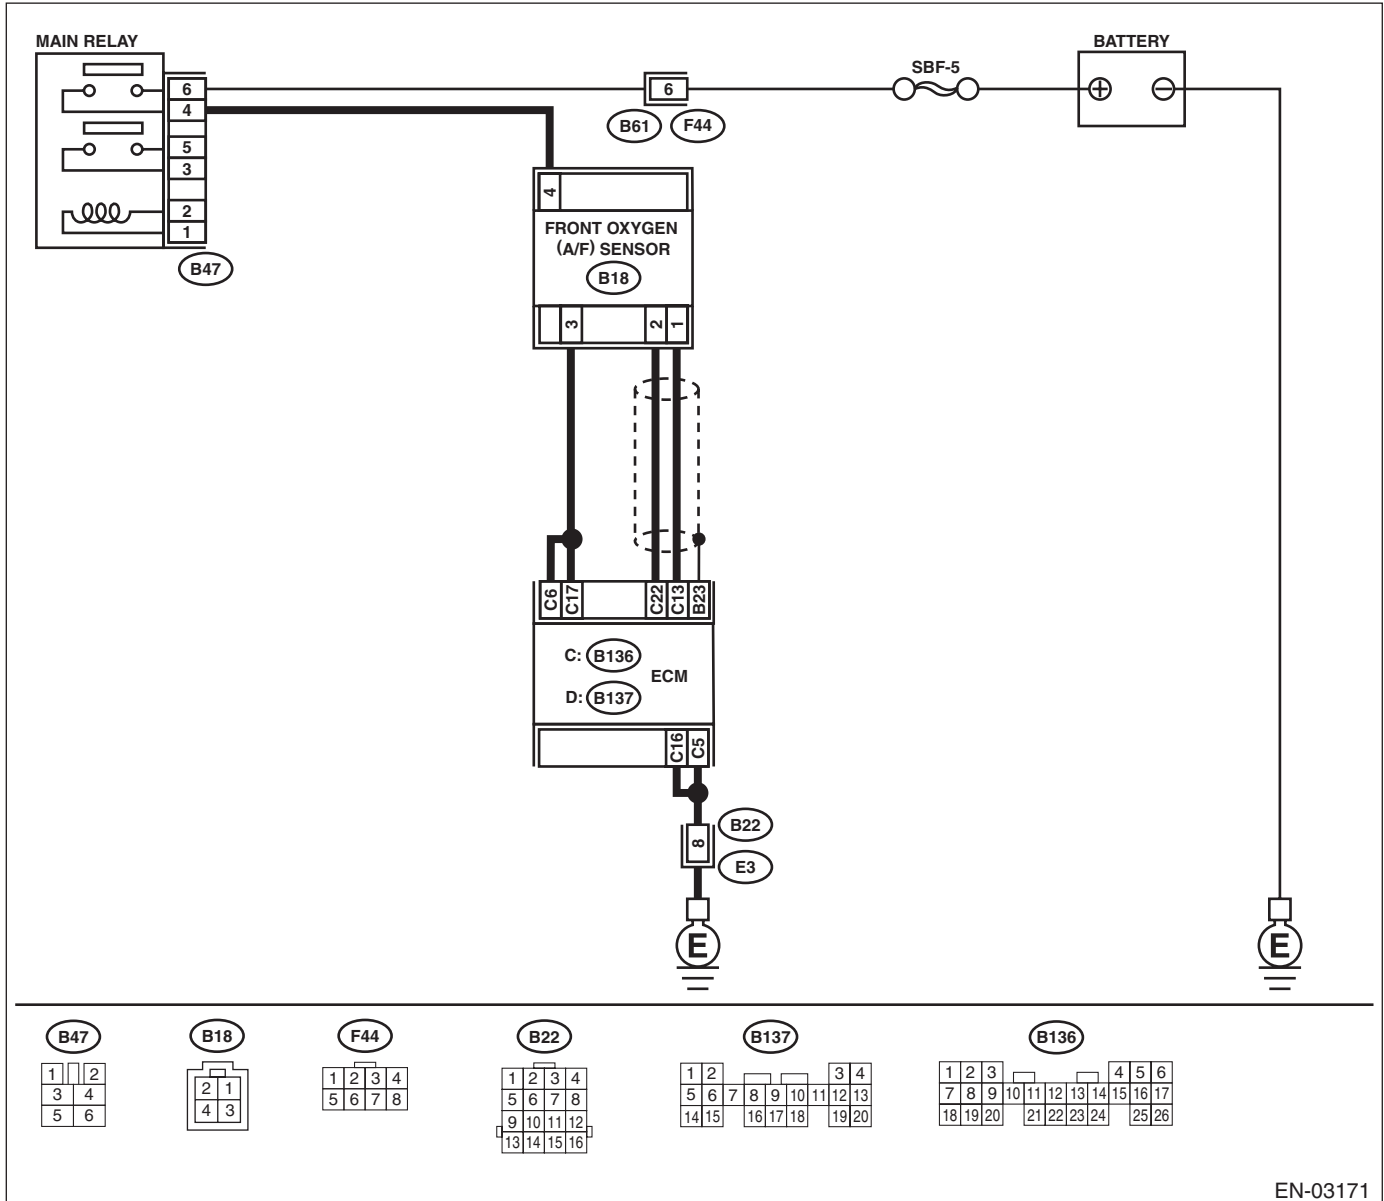 MAIN RELAY
BATTERY
SBF-5
6
4
5
3
2
1
B47
6
B61 F44
4
FRONT OXYGEN
(A/F) SENSOR
B18
3 2 1
C6 C17 C22 C13 B23
C: B136
ECM
D: B137
C16 C5
B22
8
E3
E E
B47 B18 F44 B22 B137 B136
1 2
3 4
5 6
2 1
4 3
1 2 3 4
5 6 7 8
1 2 3 4
5 6 7 8
9 10 11 12
13 14 15 16
1 2 3 4
5 6 7 8 9 10 11 12 13
14 15 16 17 18 19 20
1 2 3 4 5 6
7 8 9 10 11 12 13 14 15 16 17
18 19 20 21 22 23 24 25 26
EN-03171